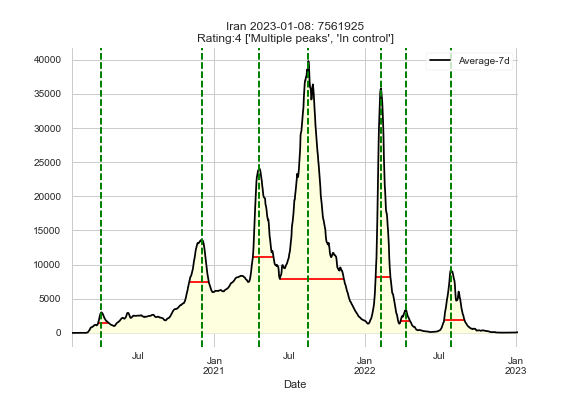 Iran 2023-01-08: 7561925
Rating:4 ['Multiple peaks', 'In control']
Average-7d
40000
35000
30000
25000
20000
15000
10000
5000
0
Jul
Jan
2021
Jul
Jan
2022
Jul
Jan
2023
Date